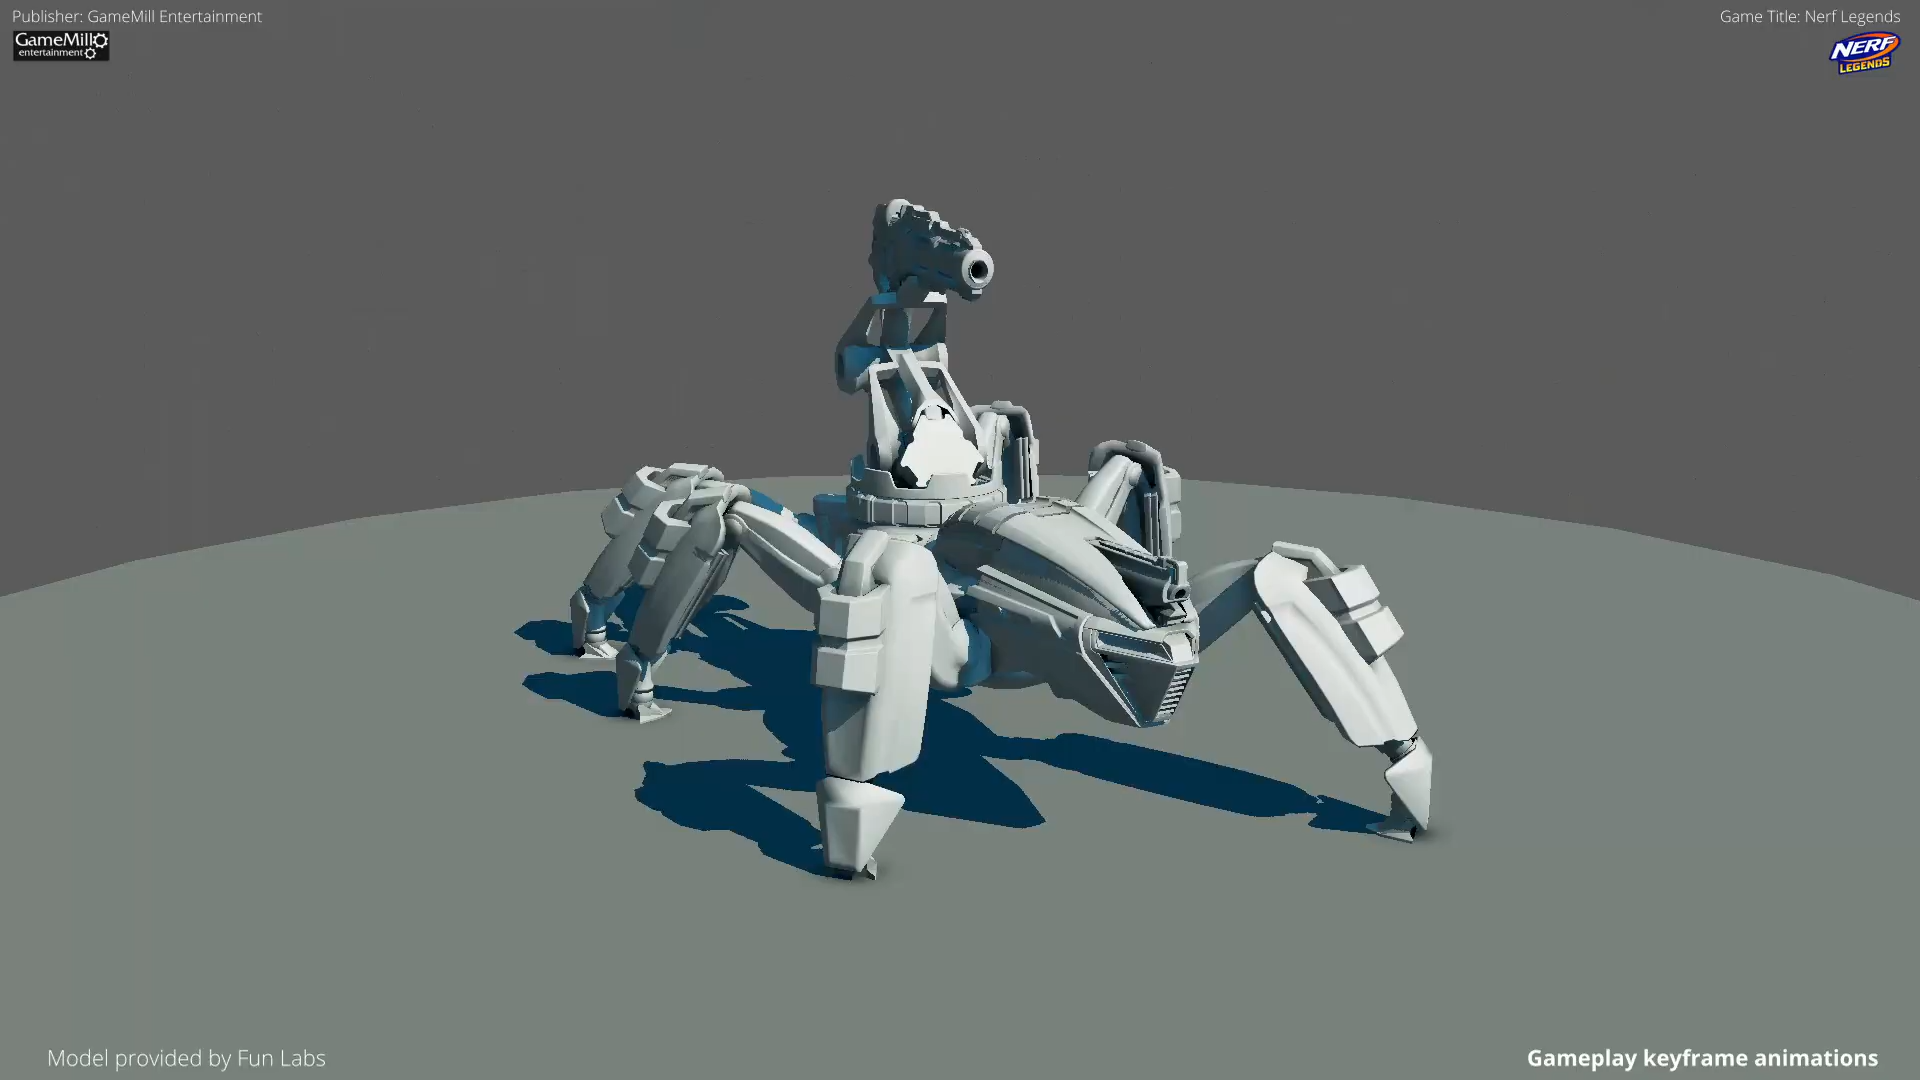 Publisher: GameMill Entertainment
Game Title: Nerf Legends
GameMill
entertainment
NERF
LEGENDS
Model provided by Fun Labs
Gameplay keyframe animations